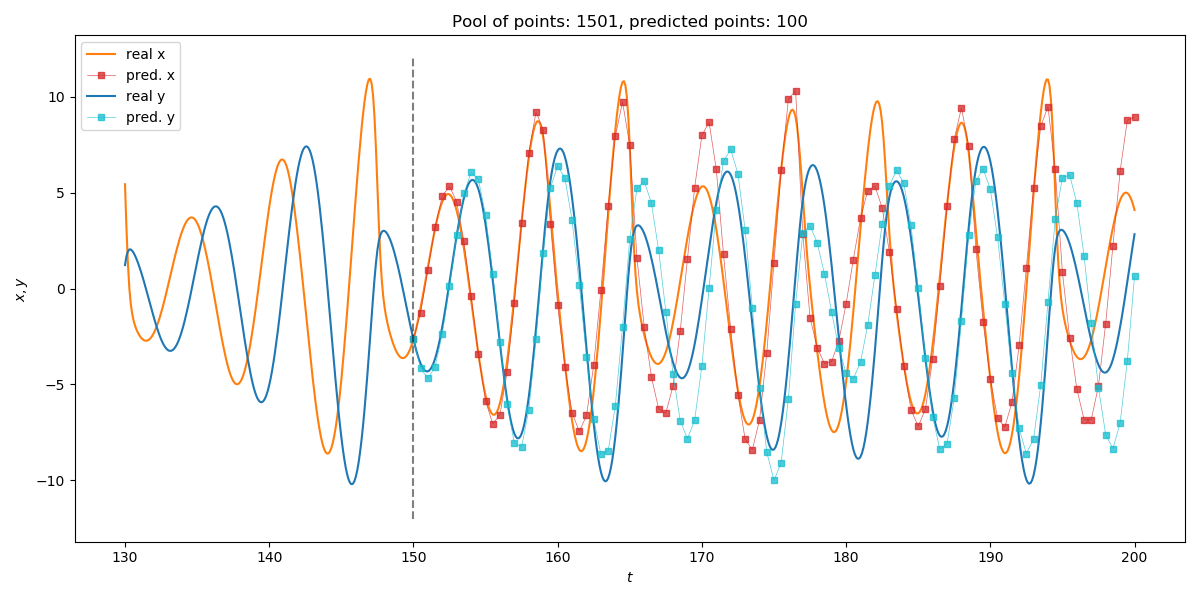 Pool of points: 1501, predicted points: 100
real x
pred. x
real y
pred. y
10
5
0
−5
−10
x, y
130
140
150
160
170
180
190
200
t